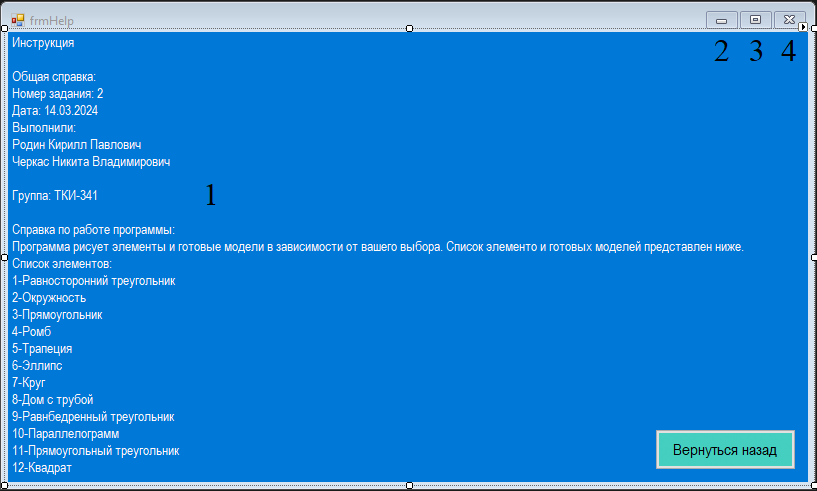 frmHelp
Инструкция
2 3 4
Общая справка:
Номер задания: 2
Дата: 14.03.2024
Выполнили:
Родин Кирилл Павлович
Черкас Никита Владимирович
Группа: ТКИ-341
1
Справка по работе программы:
Программа рисует элементы и готовые модели в зависимости от вашего выбора. Список элементо и готовых моделей представлен ниже.
Список элементов:
1-Равносторонний треугольник
2-Окружность
3-Прямоугольник
4-Ромб
5-Трапеция
6-Эллипс
7-Круг
8-Дом с трубой
9-Равнбедренный треугольник
10-Параллелограмм
11-Прямоугольный треугольник
12-Квадрат
Вернуться назад